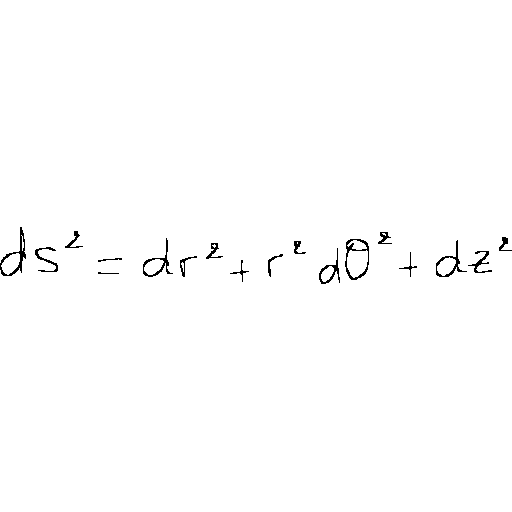 ds² = dr² + r² dθ² + dz²